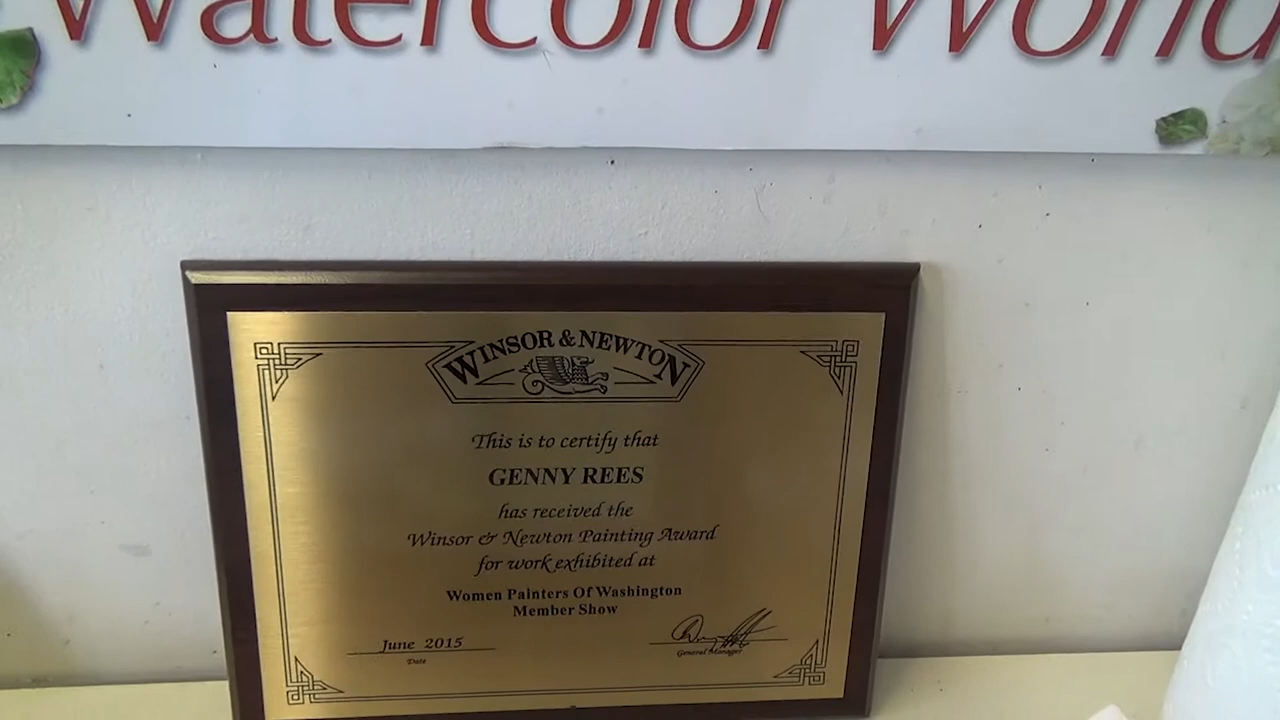 Watercolor World
WINSOR & NEWTON
This is to certify that
GENNY REES
has received the
Winsor & Newton Painting Award
for work exhibited at
Women Painters Of Washington
Member Show
June 2015
Date
General Manager